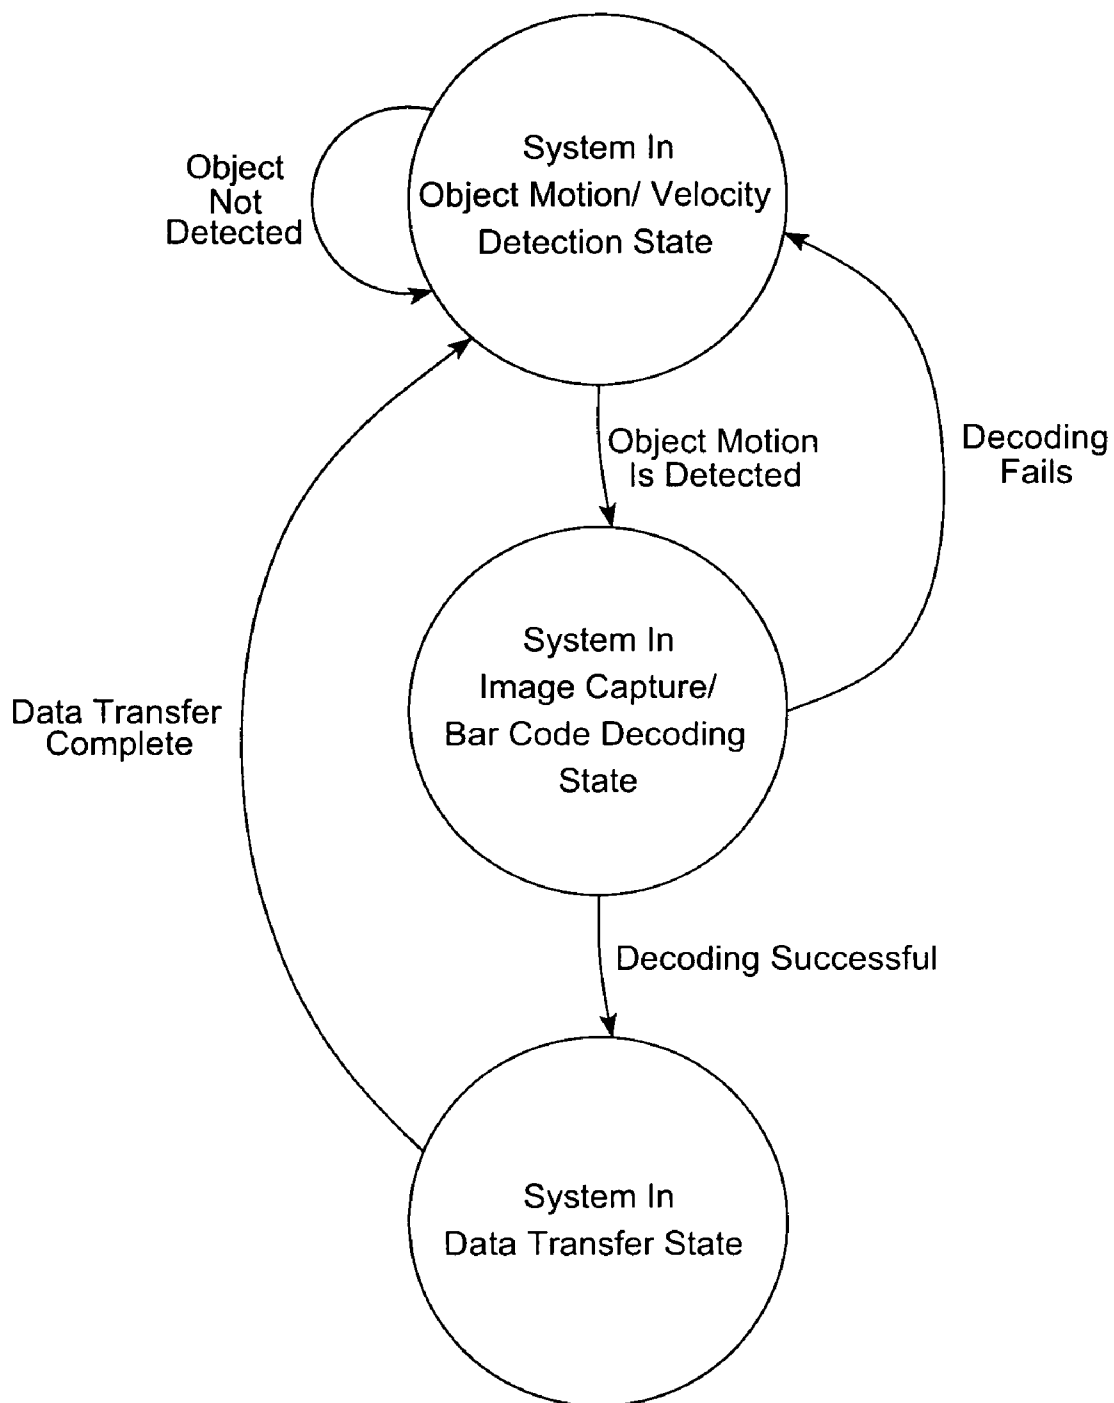 System In
Object Motion/ Velocity
Detection State
Object
Not
Detected
Object Motion
Is Detected
Decoding
Fails
System In
Image Capture/
Bar Code Decoding
State
Data Transfer
Complete
Decoding Successful
System In
Data Transfer State